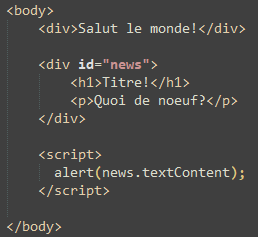 <body>
<div>Salut le monde!</div>
<div id="news">
<h1>Titre!</h1>
<p>Quoi de noeuf?</p>
</div>
<script>
alert(news.textContent);
</script>
</body>